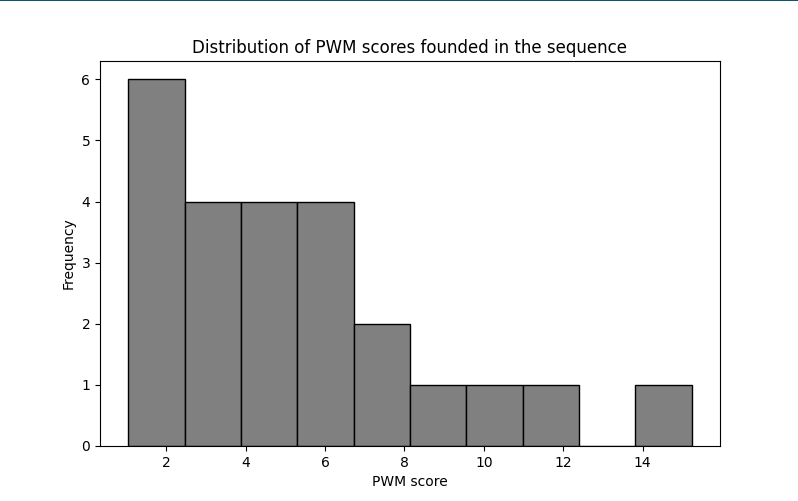 Distribution of PWM scores founded in the sequence
Frequency
6
5
4
3
2
1
0
2 4 6 8 10 12 14
PWM score